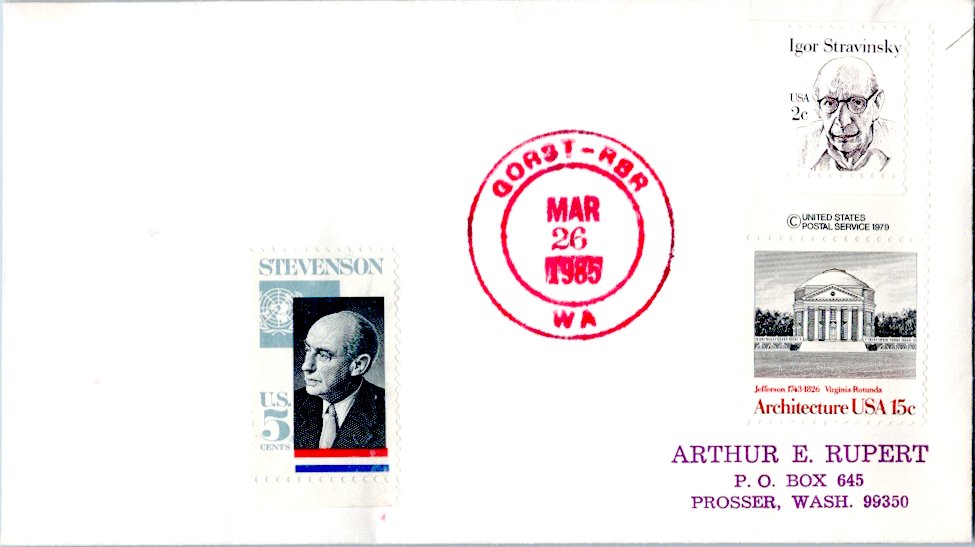 Igor Stravinsky
USA
2c
© UNITED STATES
POSTAL SERVICE 1979
Jefferson 1743-1826 Virginia Rotunda
Architecture USA 15c
GORST-RBR
MAR
26
1985
WA
STEVENSON
U.S.
5
CENTS
ARTHUR E. RUPERT
P. O. BOX 645
PROSSER, WASH. 99350